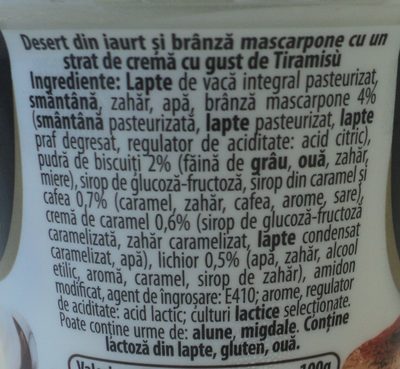 Desert din iaurt și brânză mascarpone cu un
strat de cremă cu gust de Tiramisù
Ingrediente: Lapte de vacă integral pasteurizat,
smântână, zahăr, apă, brânză mascarpone 4%
(smântână pasteurizată, lapte pasteurizat, lapte
praf degresat, regulator de aciditate: acid citric),
pudră de biscuiți 2% (făină de grâu, ouă, zahăr,
miere), sirop de glucoză-fructoză, sirop din caramel și
cafea 0,7% (caramel, zahăr, cafea, arome, sare),
cremă de caramel 0,6% (sirop de glucoză-fructoză
caramelizată, zahăr caramelizat, lapte condensat
caramelizat, apă), lichior 0,5% (apă, zahăr, alcool
etilic, aromă, caramel, sirop de zahăr), amidon
modificat, agent de îngroșare: E410; arome, regulator
de aciditate: acid lactic; culturi lactice selecționate.
Poate conține urme de: alune, migdale. Conține
lactoză din lapte, gluten, ouă.
100g